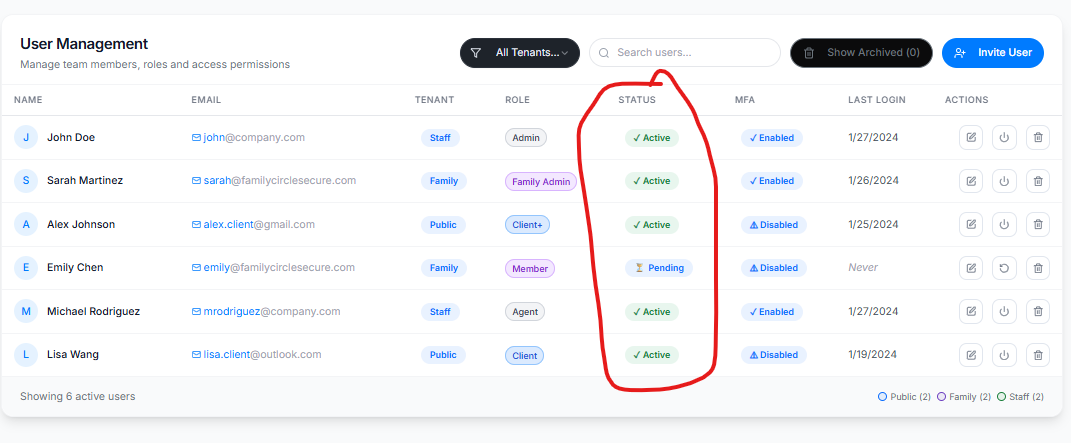 User Management
Manage team members, roles and access permissions
All Tenants...
Search users...
Show Archived (0)
Invite User
NAME EMAIL TENANT ROLE STATUS MFA LAST LOGIN ACTIONS
J John Doe john@company.com Staff Admin ✓ Active ✓ Enabled 1/27/2024
S Sarah Martinez sarah@familycirclesecure.com Family Family Admin ✓ Active ✓ Enabled 1/26/2024
A Alex Johnson alex.client@gmail.com Public Client+ ✓ Active ⚠ Disabled 1/25/2024
E Emily Chen emily@familycirclesecure.com Family Member ⏳ Pending ⚠ Disabled Never
M Michael Rodriguez mrodriguez@company.com Staff Agent ✓ Active ✓ Enabled 1/27/2024
L Lisa Wang lisa.client@outlook.com Public Client ✓ Active ⚠ Disabled 1/19/2024
Showing 6 active users
Public (2) Family (2) Staff (2)